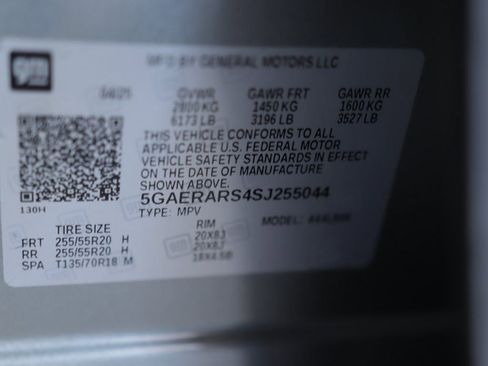 gm
MFD BY GENERAL MOTORS LLC
GVWR GAWR FRT GAWR RR
2800 KG 1450 KG 1600 KG
6173 LB 3196 LB 3527 LB
THIS VEHICLE CONFORMS TO ALL
APPLICABLE U.S. FEDERAL MOTOR
VEHICLE SAFETY STANDARDS IN EFFECT
ON THE DATE OF MANUFACTURE
SHOWN ABOVE.
130H
5GAERARS4SJ255044
TYPE: MPV MODEL:
TIRE SIZE RIM
FRT 255/55R20 H 20X8J
RR 255/55R20 H 20X8J
SPA T135/70R18 M 18X4.5B